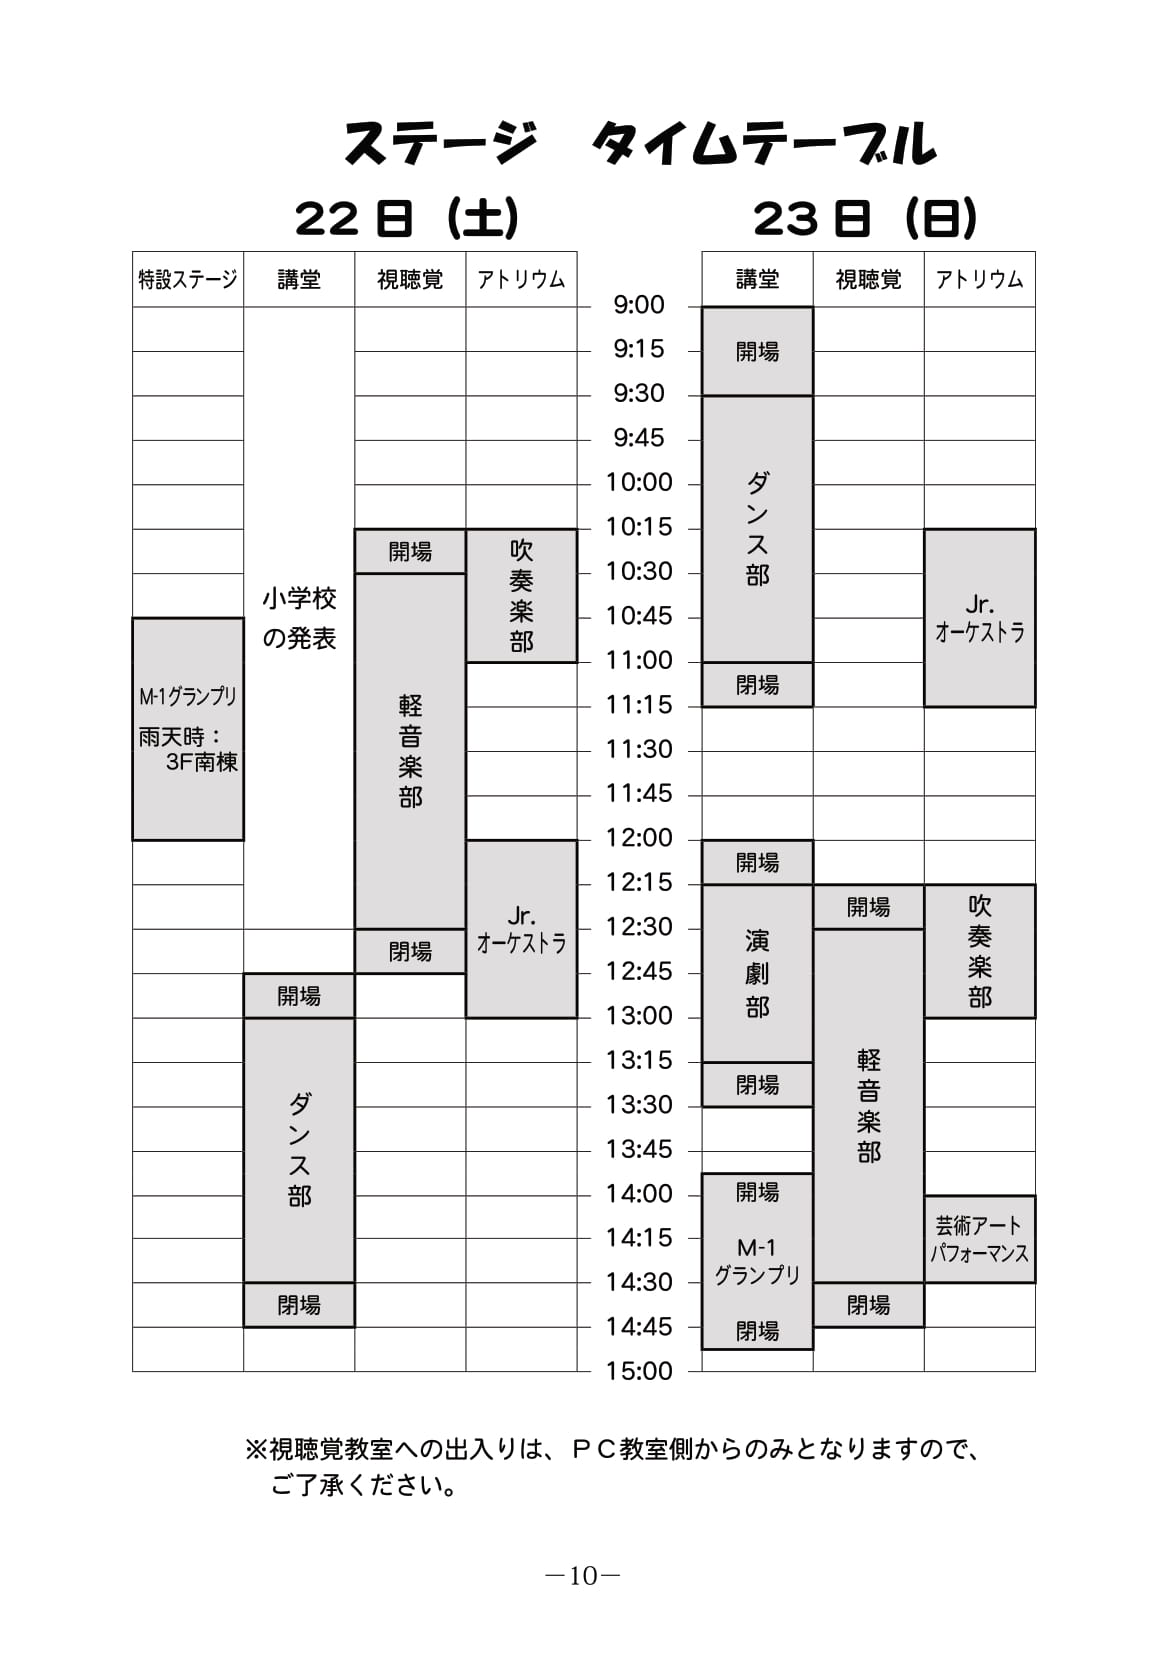 ステージ　タイムテーブル
22日（土）
23日（日）
特設ステージ
講堂
視聴覚
アトリウム
小学校
の発表
M-1グランプリ
雨天時：
3F南棟
開場
軽音楽部
閉場
吹奏楽部
Jr.
オーケストラ
開場
ダンス部
閉場
9:00
9:15
9:30
9:45
10:00
10:15
10:30
10:45
11:00
11:15
11:30
11:45
12:00
12:15
12:30
12:45
13:00
13:15
13:30
13:45
14:00
14:15
14:30
14:45
15:00
講堂
視聴覚
アトリウム
開場
ダンス部
閉場
開場
演劇部
閉場
開場
M-1
グランプリ
閉場
開場
軽音楽部
閉場
Jr.
オーケストラ
吹奏楽部
芸術アート
パフォーマンス
※視聴覚教室への出入りは、ＰＣ教室側からのみとなりますので、
ご了承ください。
－10－